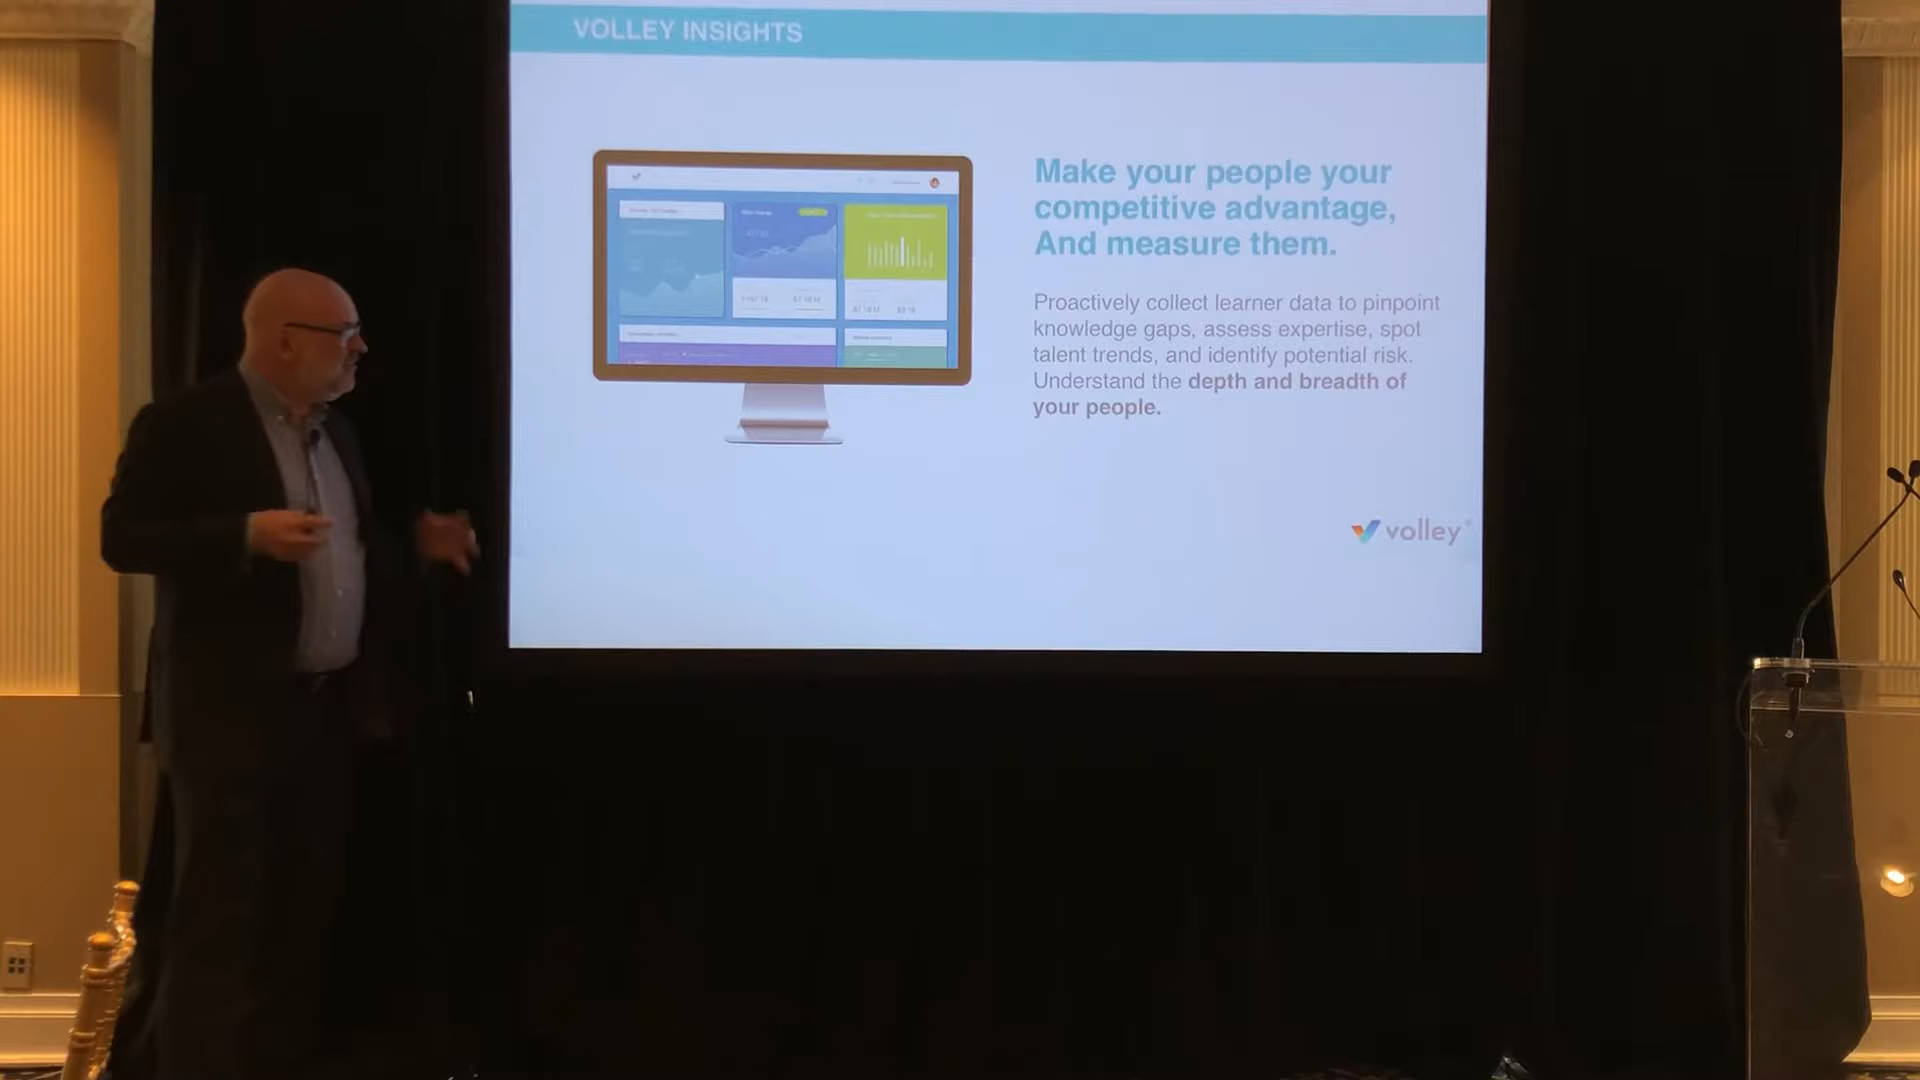 VOLLEY INSIGHTS
Make your people your
competitive advantage,
And measure them.
Proactively collect learner data to pinpoint
knowledge gaps, assess expertise, spot
talent trends, and identify potential risk.
Understand the depth and breadth of
your people.
volley